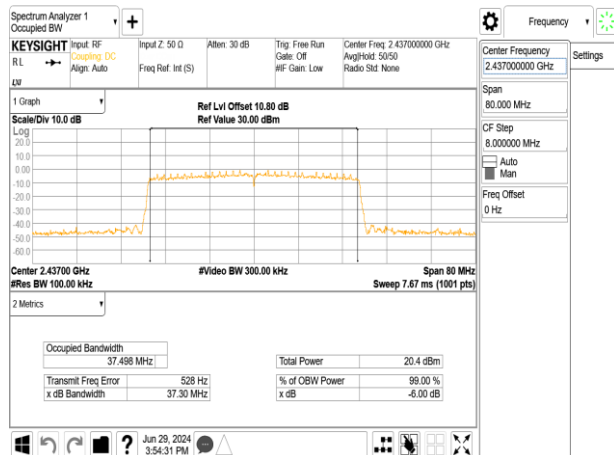 Spectrum Analyzer 1
Occupied BW
Frequency
KEYSIGHT
Input: RF
Input Z: 50 Ω
Atten: 30 dB
Trig: Free Run
Center Freq: 2.437000000 GHz
RL
Coupling: DC
Gate: Off
Avg|Hold: 50/50
Align: Auto
Freq Ref: Int (S)
#IF Gain: Low
Radio Std: None
LXI
Center Frequency
2.437000000 GHz
Settings
Span
80.000 MHz
CF Step
8.000000 MHz
Auto
Man
Freq Offset
0 Hz
1 Graph
Ref Lvl Offset 10.80 dB
Scale/Div 10.0 dB
Ref Value 30.00 dBm
Log
20.0
10.0
0.00
-10.0
-20.0
-30.0
-40.0
-50.0
-60.0
Center 2.43700 GHz
#Video BW 300.00 kHz
Span 80 MHz
#Res BW 100.00 kHz
Sweep 7.67 ms (1001 pts)
2 Metrics
Occupied Bandwidth
37.498 MHz
Total Power
20.4 dBm
Transmit Freq Error
528 Hz
% of OBW Power
99.00 %
x dB Bandwidth
37.30 MHz
x dB
-6.00 dB
?
Jun 29, 2024
3:54:31 PM